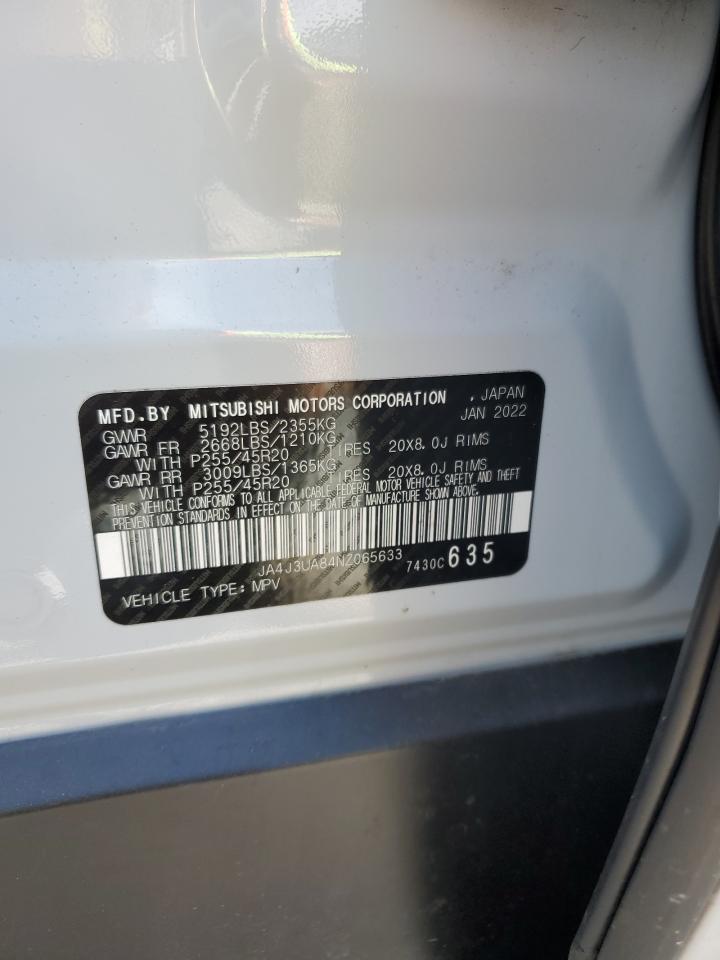 MFD.BY MITSUBISHI MOTORS CORPORATION , JAPAN
GVWR 5192LBS/2355KG JAN 2022
GAWR FR 2668LBS/1210KG
WITH P255/45R20 TIRES 20X8.0J RIMS
GAWR RR 3009LBS/1365KG
WITH P255/45R20 TIRES 20X8.0J RIMS
THIS VEHICLE CONFORMS TO ALL APPLICABLE FEDERAL MOTOR VEHICLE SAFETY AND THEFT
PREVENTION STANDARDS IN EFFECT ON THE DATE OF MANUFACTURE SHOWN ABOVE.
JA4J3UA84NZ065633 7430C 635
VEHICLE TYPE: MPV